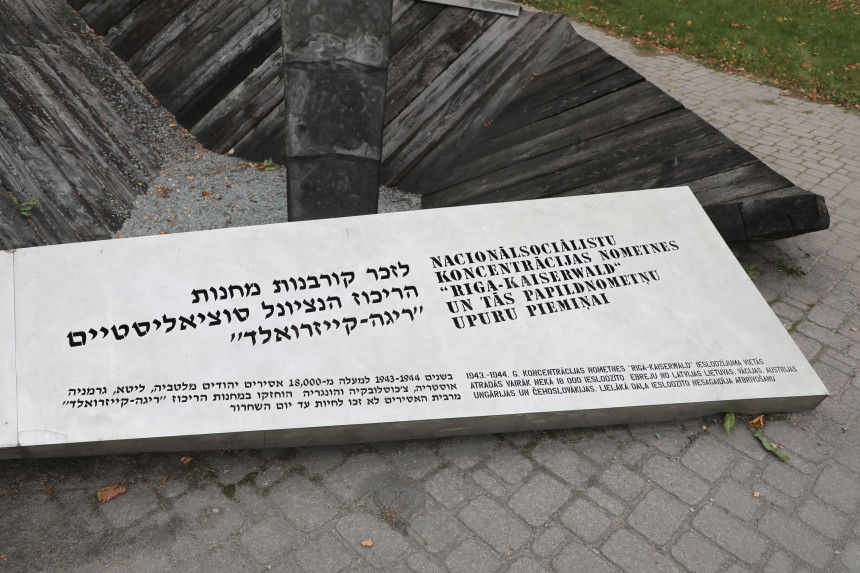 לזכר קורבנות מחנות
הריכוז הנציונל סוציאליסטיים
"ריגה-קייזרואלד"
NACIONĀLSOCIĀLISTU
KONCENTRĀCIJAS NOMETNES
"RIGA-KAISERWALD"
UN TĀS PAPILDNOMETŅU
UPURU PIEMIŅAI
בשנים 1943-1944 למעלה מ-18,000 אסירים יהודים מלטביה, ליטא, גרמניה
אוסטריה, צ'כוסלובקיה והונגריה הוחזקו במחנות הריכוז "ריגה-קייזרואלד"
מרבית האסירים לא זכו לחיות עד יום השחרור
1943.-1944. G. KONCENTRĀCIJAS NOMETNES "RIGA-KAISERWALD" IESLODZĪJUMA VIETĀS
ATRADĀS VAIRĀK NEKĀ 18 000 IESLODZĪTO EBREJU NO LATVIJAS LIETUVAS, VĀCIJAS, AUSTRIJAS
UNGĀRIJAS UN ČEHOSLOVĀKIJAS. LIELĀKĀ DAĻA IESLODZĪTO NESAGAIDĪJA ATBRĪVOŠANU